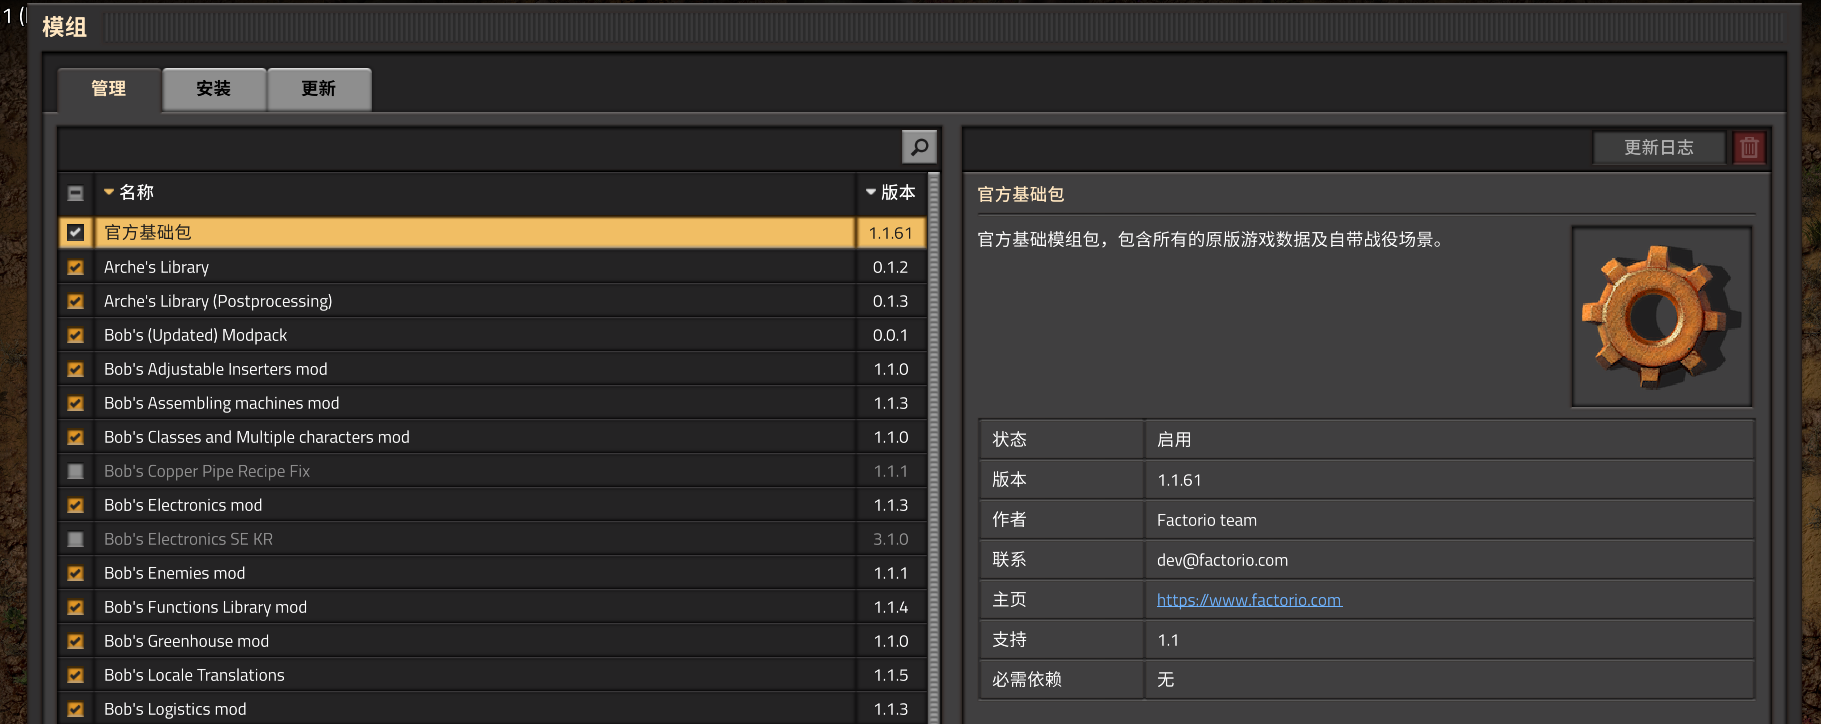 1 (
模组
管理 安装 更新
更新日志
名称 版本
官方基础包 1.1.61
Arche's Library 0.1.2
Arche's Library (Postprocessing) 0.1.3
Bob's (Updated) Modpack 0.0.1
Bob's Adjustable Inserters mod 1.1.0
Bob's Assembling machines mod 1.1.3
Bob's Classes and Multiple characters mod 1.1.0
Bob's Copper Pipe Recipe Fix 1.1.1
Bob's Electronics mod 1.1.3
Bob's Electronics SE KR 3.1.0
Bob's Enemies mod 1.1.1
Bob's Functions Library mod 1.1.4
Bob's Greenhouse mod 1.1.0
Bob's Locale Translations 1.1.5
Bob's Logistics mod 1.1.3
官方基础包
官方基础模组包，包含所有的原版游戏数据及自带战役场景。
状态 启用
版本 1.1.61
作者 Factorio team
联系 dev@factorio.com
主页 https://www.factorio.com
支持 1.1
必需依赖 无